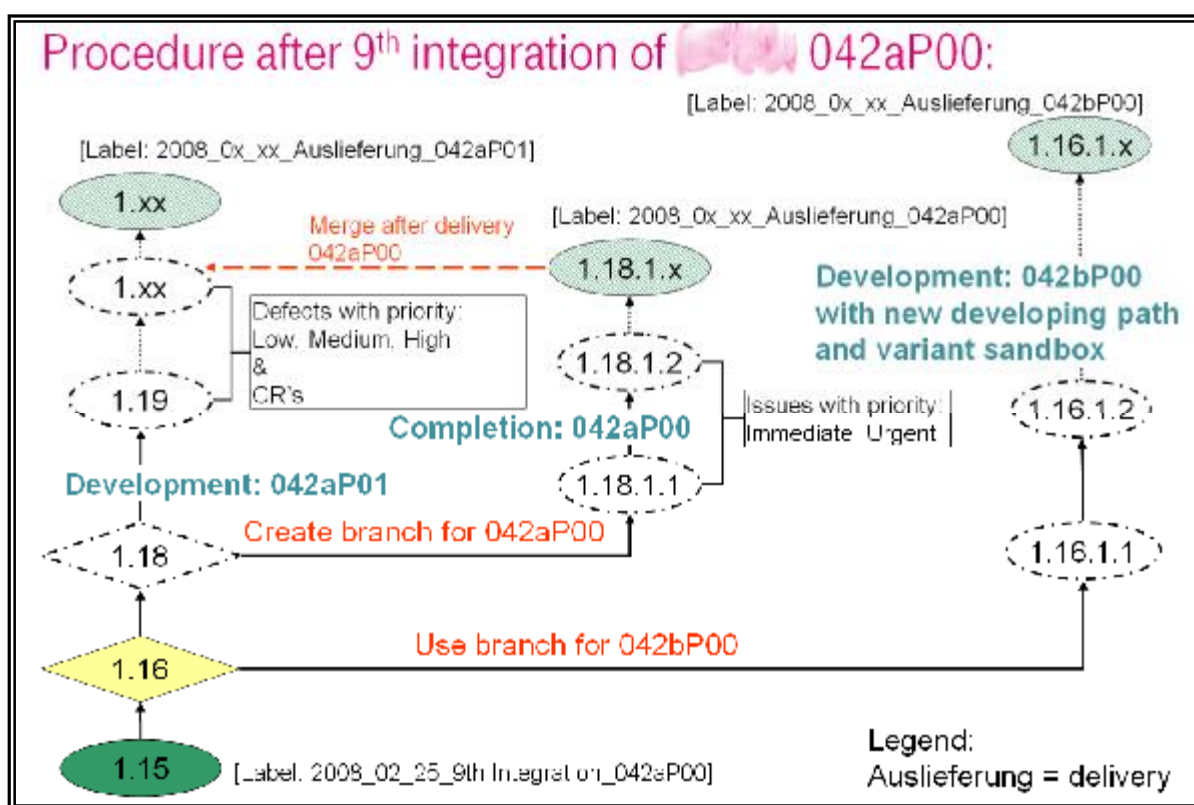 Procedure after 9th integration of 042aP00:
[Label: 2008_0x_xx_Auslieferung_042bP00]
1.16.1.x
[Label: 2008_0x_xx_Auslieferung_042aP01]
1.xx
[Label: 2008_0x_xx_Auslieferung_042aP00]
Merge after delivery
042aP00
1.18.1.x
1.xx
Development: 042bP00
with new developing path
and variant sandbox
Defects with priority:
Low, Medium, High
&
CR's
1.18.1.2
1.19
1.16.1.2
Completion: 042aP00
Issues with priority:
Immediate Urgent
Development: 042aP01
1.18.1.1
Create branch for 042aP00
1.18
1.16.1.1
Use branch for 042bP00
1.16
1.15
[Label: 2008_02_25_9th Integration_042aP00]
Legend:
Auslieferung = delivery